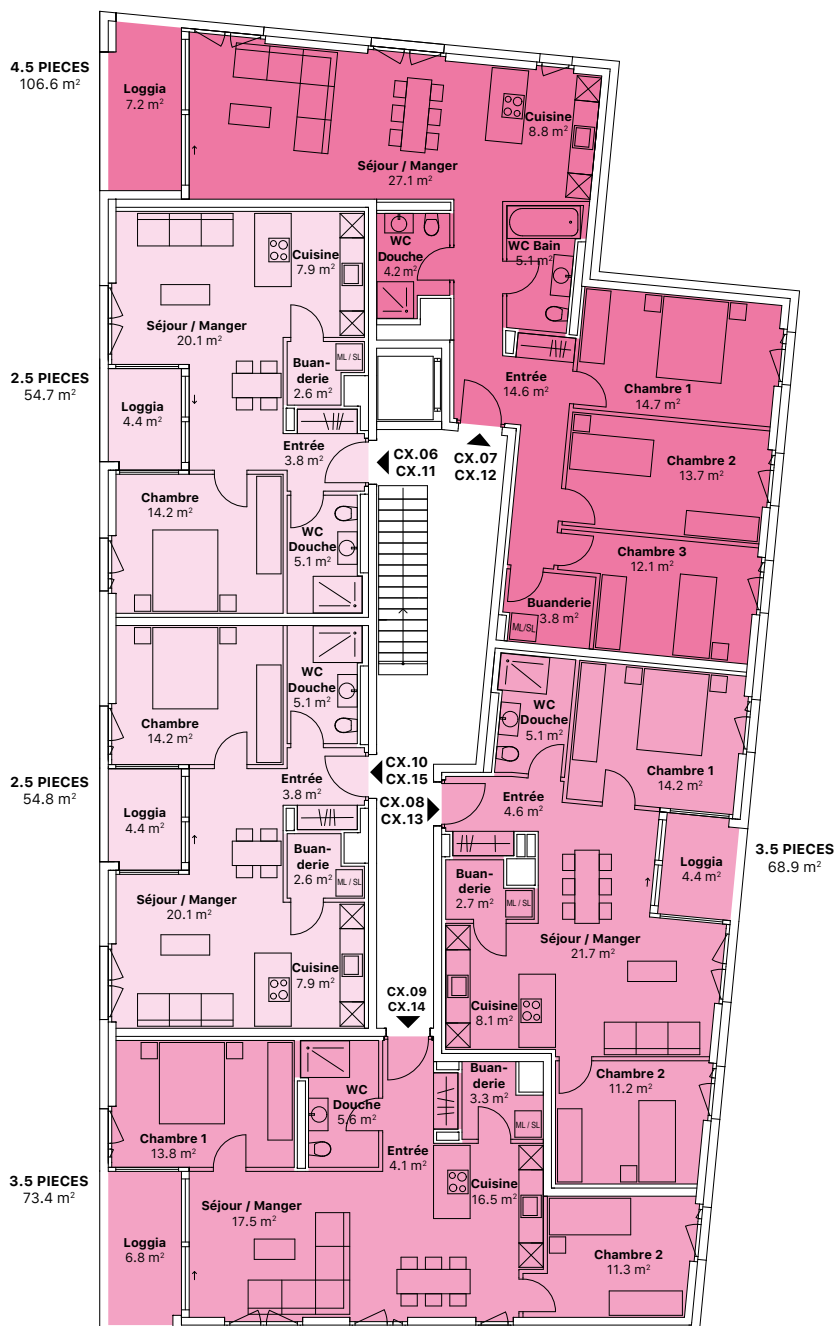 4.5 PIECES
106.6 m²
Loggia
7.2 m²
Séjour / Manger
27.1 m²
Cuisine
8.8 m²
WC
Douche
4.2 m²
WC Bain
5.1 m²
Entrée
14.6 m²
Chambre 1
14.7 m²
Chambre 2
13.7 m²
Chambre 3
12.1 m²
Buanderie
3.8 m²
ML/SL
CX.07
CX.12
2.5 PIECES
54.7 m²
Cuisine
7.9 m²
Séjour / Manger
20.1 m²
Buan-
derie
2.6 m²
ML / SL
Loggia
4.4 m²
Entrée
3.8 m²
CX.06
CX.11
Chambre
14.2 m²
WC
Douche
5.1 m²
2.5 PIECES
54.8 m²
Chambre
14.2 m²
WC
Douche
5.1 m²
Entrée
3.8 m²
CX.10
CX.15
Loggia
4.4 m²
Buan-
derie
2.6 m²
ML / SL
Séjour / Manger
20.1 m²
Cuisine
7.9 m²
CX.08
CX.13
WC
Douche
5.1 m²
Chambre 1
14.2 m²
Entrée
4.6 m²
3.5 PIECES
68.9 m²
Loggia
4.4 m²
Buan-
derie
2.7 m²
ML / SL
Séjour / Manger
21.7 m²
Cuisine
8.1 m²
Chambre 2
11.2 m²
CX.09
CX.14
3.5 PIECES
73.4 m²
Chambre 1
13.8 m²
WC
Douche
5.6 m²
Entrée
4.1 m²
Buan-
derie
3.3 m²
ML / SL
Cuisine
16.5 m²
Séjour / Manger
17.5 m²
Loggia
6.8 m²
Chambre 2
11.3 m²